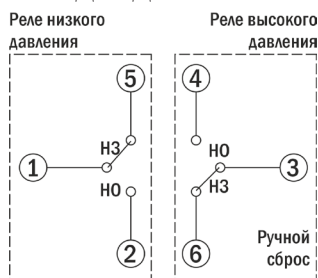 Реле низкого
давления
Реле высокого
давления
5
4
НЗ
НО
1
3
НО
НЗ
2
6
Ручной
сброс